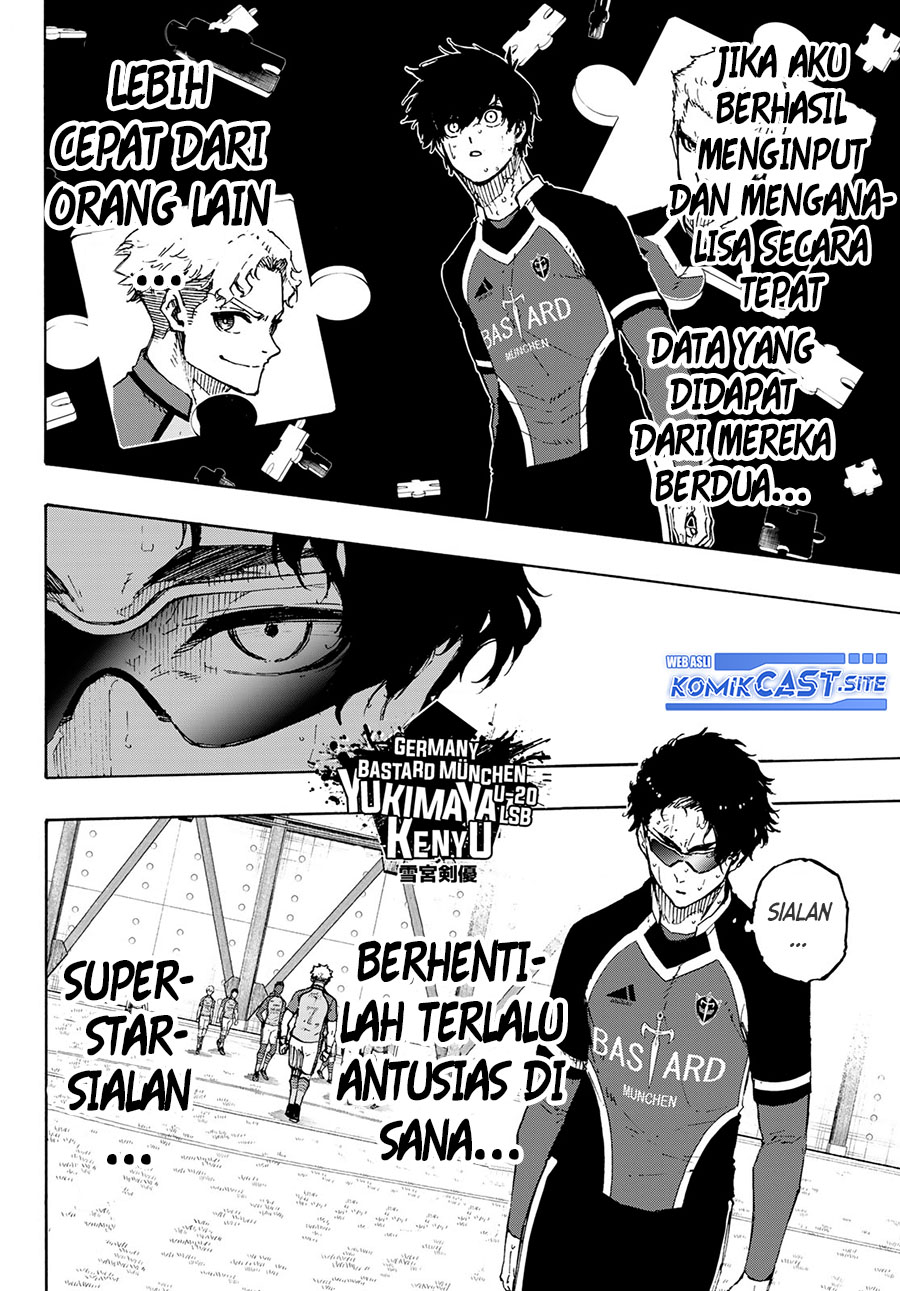 JIKA AKU
BERHASIL
MENGINPUT
DAN MENGANA-
LISA SECARA
TEPAT
DATA YANG
DIDAPAT
DARI MEREKA
BERDUA...
LEBIH
CEPAT DARI
ORANG LAIN
...
BASTARD
MÜNCHEN
WEB ASLI
KOMIKCAST.SITE
GERMANY
BASTARD MÜNCHEN
U-20
YUKIMAYA
LSB
KENYU
雪宮剣優
SIALAN
...
BERHENTI-
LAH TERLALU
ANTUSIAS DI
SANA...
SUPER-
STAR-
SIALAN
...
7
BASTARD
MUNCHEN